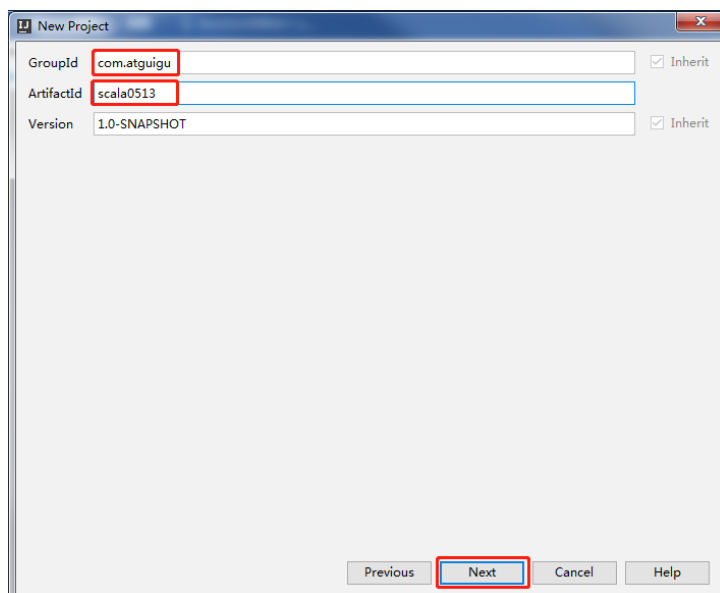 New Project
GroupId com.atguigu Inherit
ArtifactId scala0513
Version 1.0-SNAPSHOT Inherit
Previous Next Cancel Help